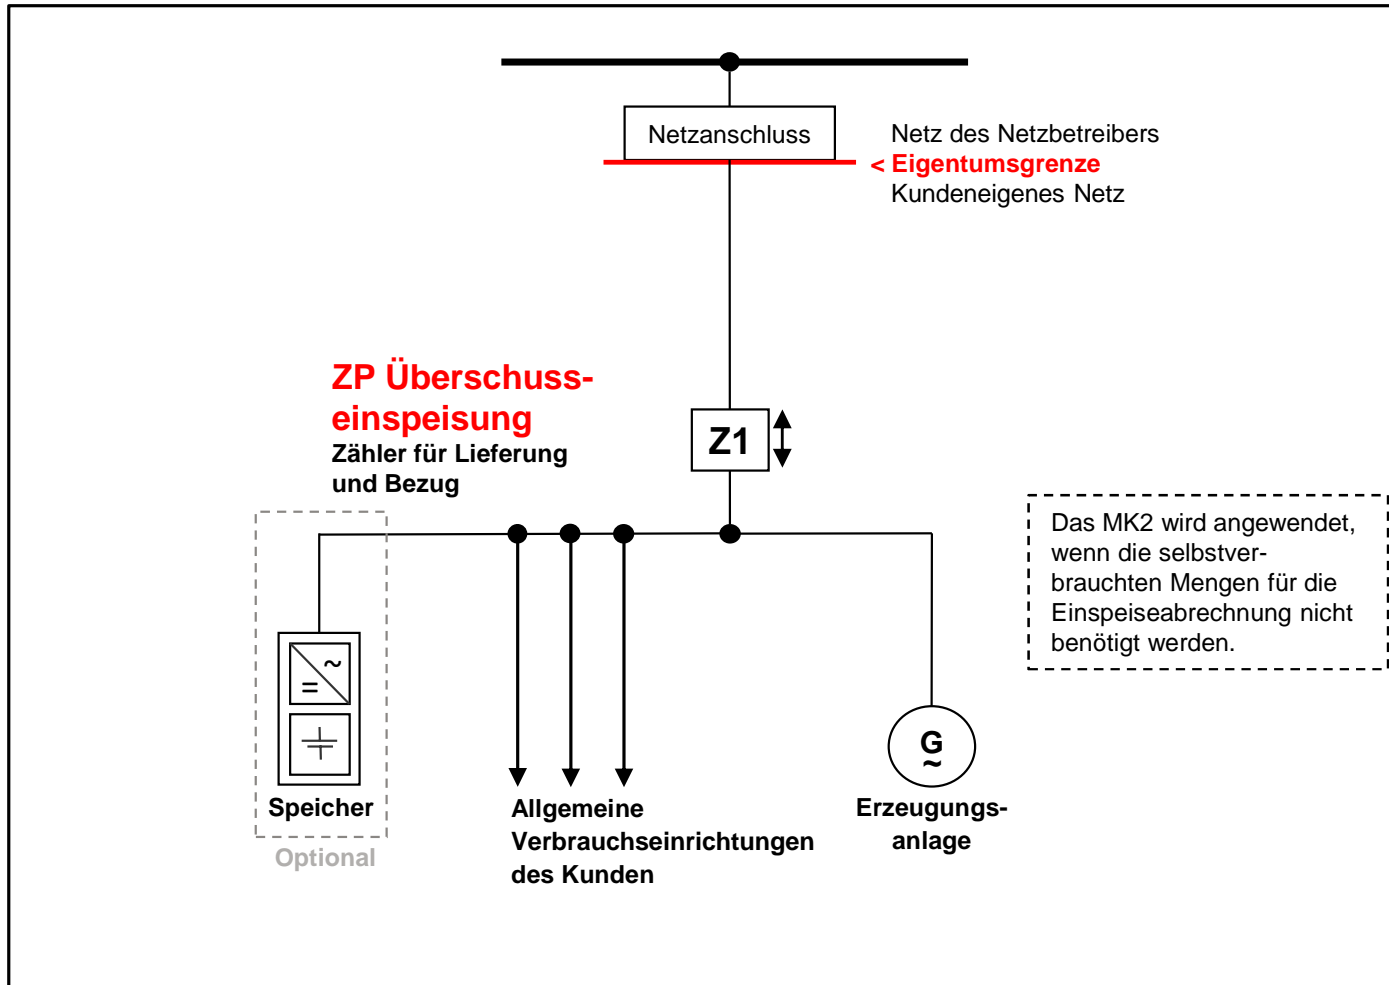 Netzanschluss
Netz des Netzbetreibers
< Eigentumsgrenze
Kundeneigenes Netz
ZP Überschuss-
einspeisung
Zähler für Lieferung
und Bezug
Z1
Das MK2 wird angewendet,
wenn die selbstver-
brauchten Mengen für die
Einspeiseabrechnung nicht
benötigt werden.
~
=
G
~
Speicher
Optional
Allgemeine
Verbrauchseinrichtungen
des Kunden
Erzeugungs-
anlage